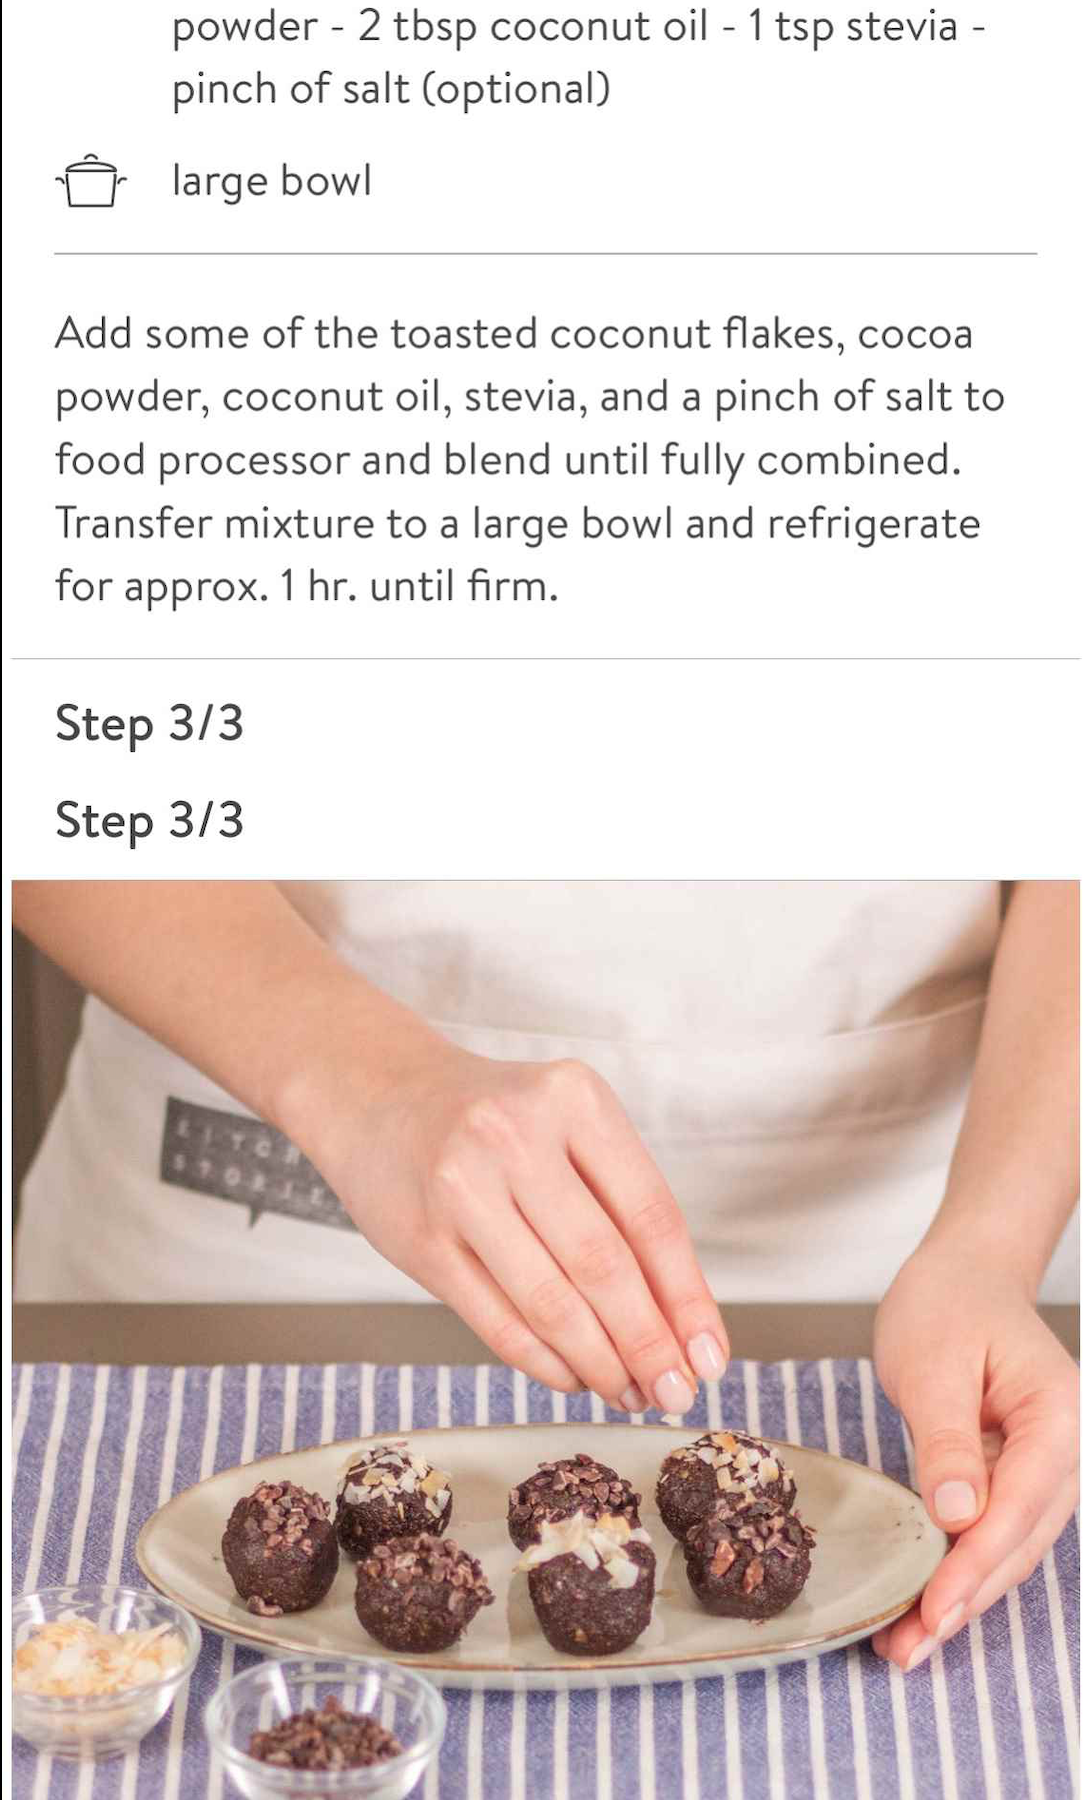 powder - 2 tbsp coconut oil - 1 tsp stevia -
pinch of salt (optional)
large bowl
Add some of the toasted coconut flakes, cocoa
powder, coconut oil, stevia, and a pinch of salt to
food processor and blend until fully combined.
Transfer mixture to a large bowl and refrigerate
for approx. 1 hr. until firm.
Step 3/3
Step 3/3